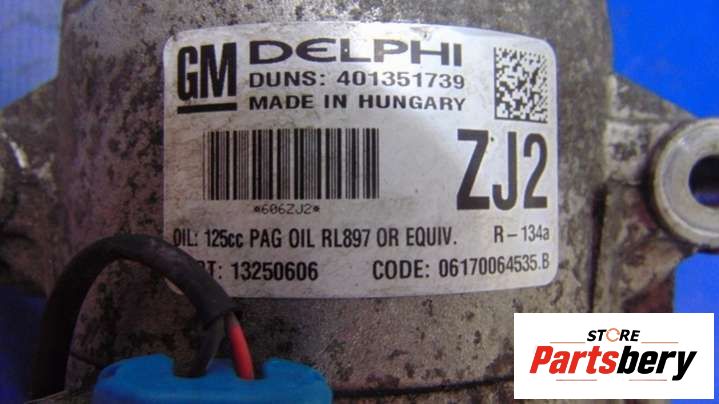 GM DELPHI
DUNS: 401351739
MADE IN HUNGARY
ZJ2
*606ZJ2*
OIL: 125cc PAG OIL RL897 OR EQUIV. R-134a
13250606 CODE: 06170064535.B
STORE
Partsbery